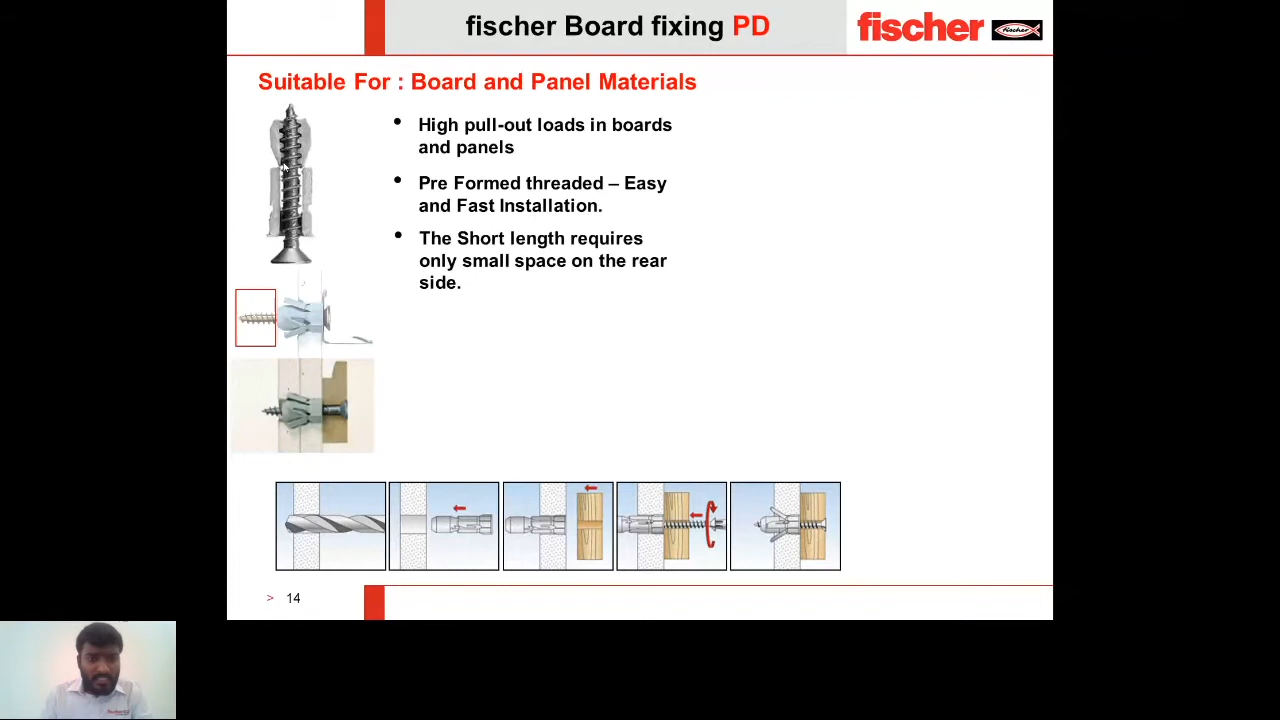 fischer Board fixing PD
fischer
fischer
Suitable For : Board and Panel Materials
• High pull-out loads in boards
and panels
• Pre Formed threaded – Easy
and Fast Installation.
• The Short length requires
only small space on the rear
side.
> 14
fischer